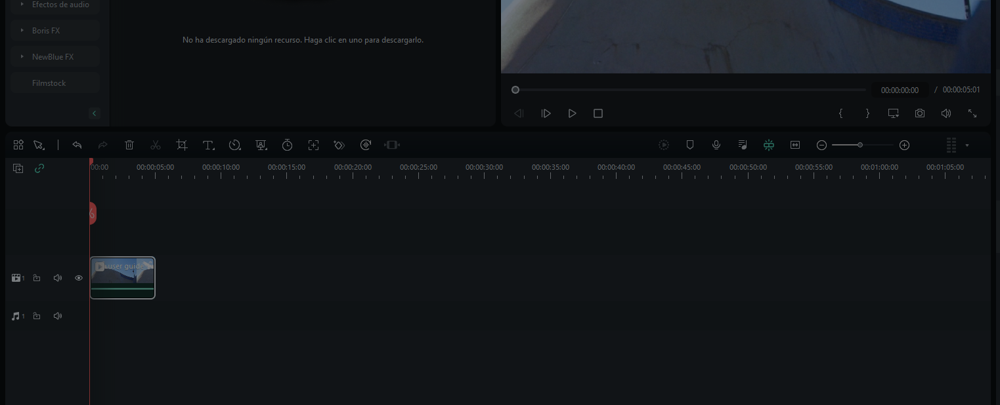 Efectos de audio
Boris FX
No ha descargado ningún recurso. Haga clic en uno para descargarlo.
NewBlue FX
Filmstock
00:00:00:00 / 00:00:05:01
00:00 00:00:05:00 00:00:10:00 00:00:15:00 00:00:20:00 00:00:25:00 00:00:30:00 00:00:35:00 00:00:40:00 00:00:45:00 00:00:50:00 00:00:55:00 00:01:00:00 00:01:05:00
user guide
1
1